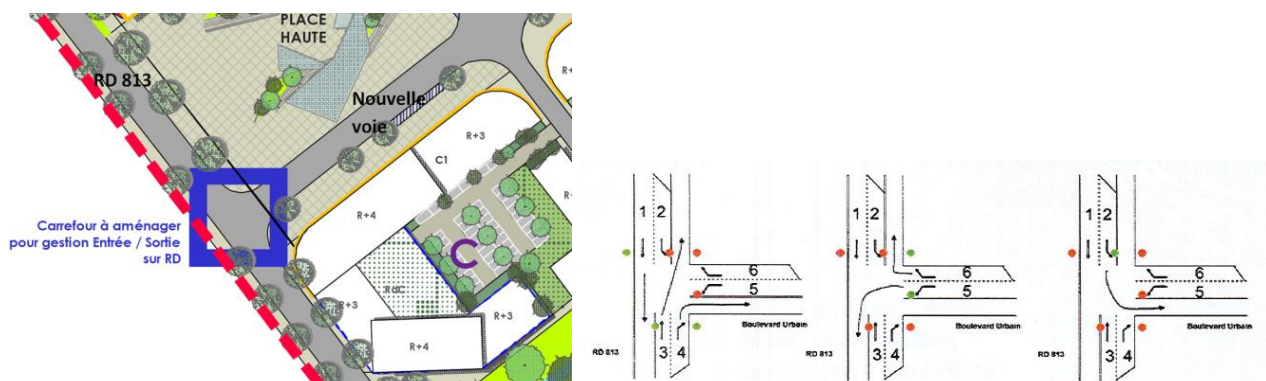 PLACE
HAUTE
RD 813
Nouvelle
voie
R+3
C1
R+4
Carrefour à aménager
pour gestion Entrée / Sortie
sur RD
C
RdC
R+3
R+3
R+4
1 2
6
5
Boulevard Urbain
RD 813
3 4
1 2
6
5
Boulevard Urbain
RD 813
3 4
1 2
6
5
Boulevard Urbain
RD 813
3 4